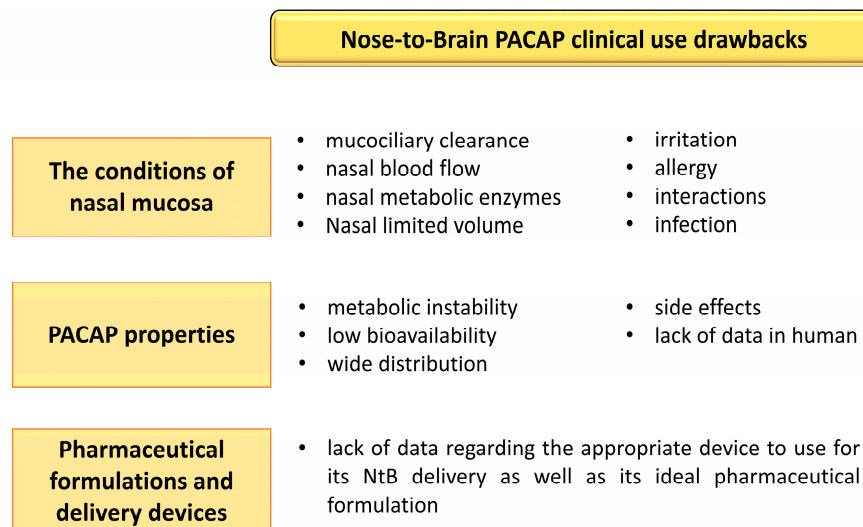 Nose-to-Brain PACAP clinical use drawbacks
The conditions of
nasal mucosa
• mucociliary clearance
• nasal blood flow
• nasal metabolic enzymes
• Nasal limited volume
• irritation
• allergy
• interactions
• infection
PACAP properties
• metabolic instability
• low bioavailability
• wide distribution
• side effects
• lack of data in human
Pharmaceutical
formulations and
delivery devices
• lack of data regarding the appropriate device to use for
its NtB delivery as well as its ideal pharmaceutical
formulation